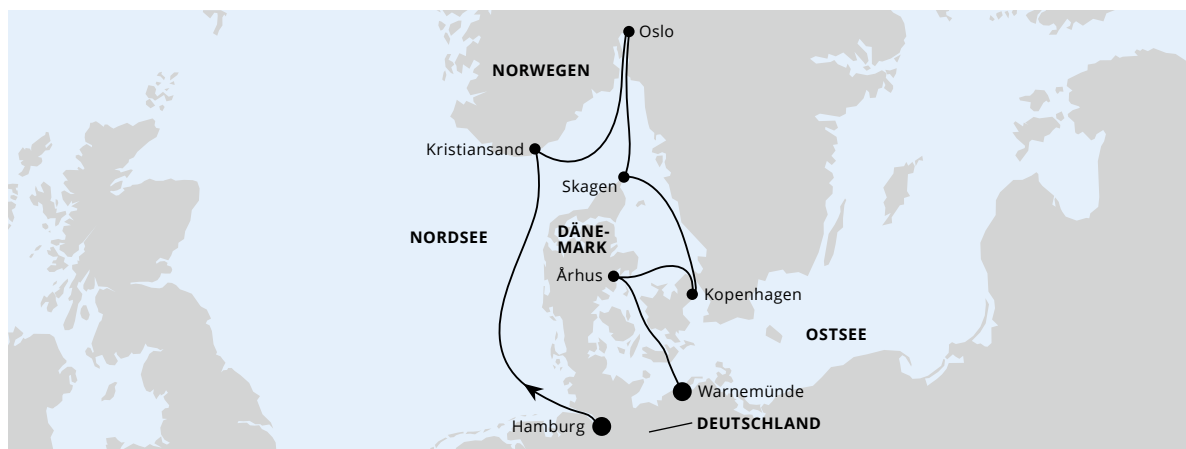 Oslo
NORWEGEN
Kristiansand
Skagen
NORDSEE
DÄNE-
MARK
Århus
Kopenhagen
OSTSEE
Warnemünde
Hamburg
DEUTSCHLAND